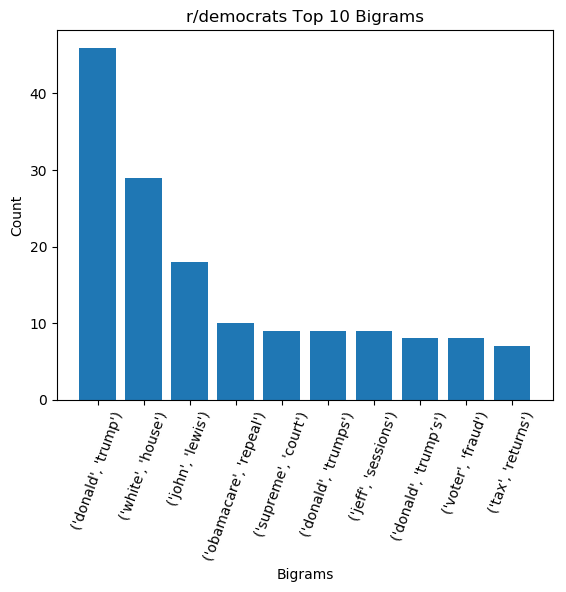 r/democrats Top 10 Bigrams
Count
40
30
20
10
0
('donald', 'trump')
('white', 'house')
('john', 'lewis')
('obamacare', 'repeal')
('supreme', 'court')
('donald', 'trumps')
('jeff', 'sessions')
('donald', 'trump’s')
('voter', 'fraud')
('tax', 'returns')
Bigrams